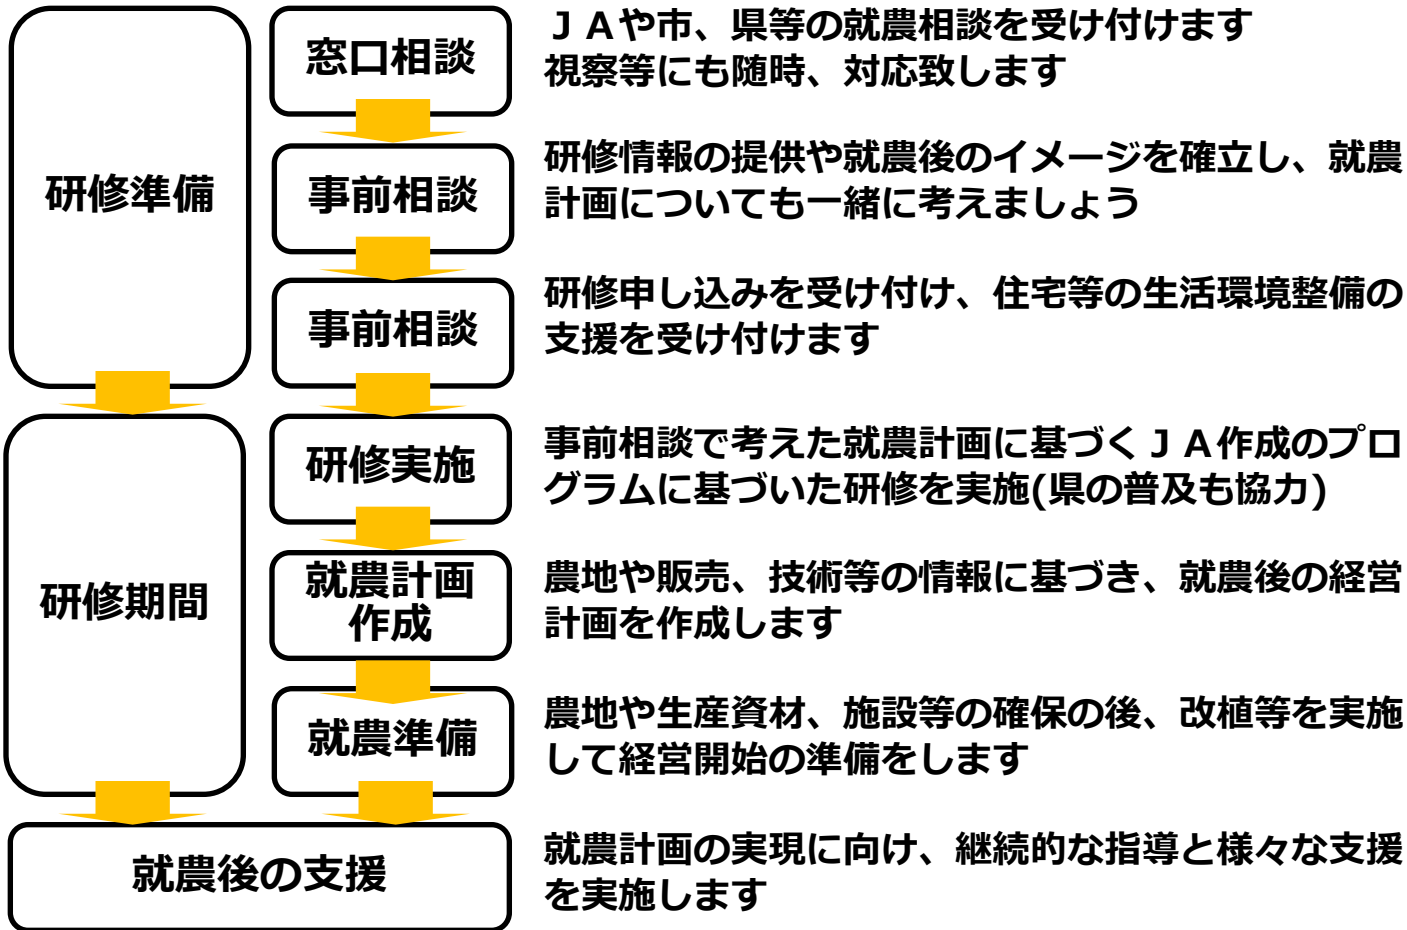 研修準備
窓口相談
ＪＡや市、県等の就農相談を受け付けます
視察等にも随時、対応致します
事前相談
研修情報の提供や就農後のイメージを確立し、就農
計画についても一緒に考えましょう
事前相談
研修申し込みを受け付け、住宅等の生活環境整備の
支援を受け付けます
研修期間
研修実施
事前相談で考えた就農計画に基づくＪＡ作成のプロ
グラムに基づいた研修を実施(県の普及も協力)
就農計画
作成
農地や販売、技術等の情報に基づき、就農後の経営
計画を作成します
就農準備
農地や生産資材、施設等の確保の後、改植等を実施
して経営開始の準備をします
就農後の支援
就農計画の実現に向け、継続的な指導と様々な支援
を実施します